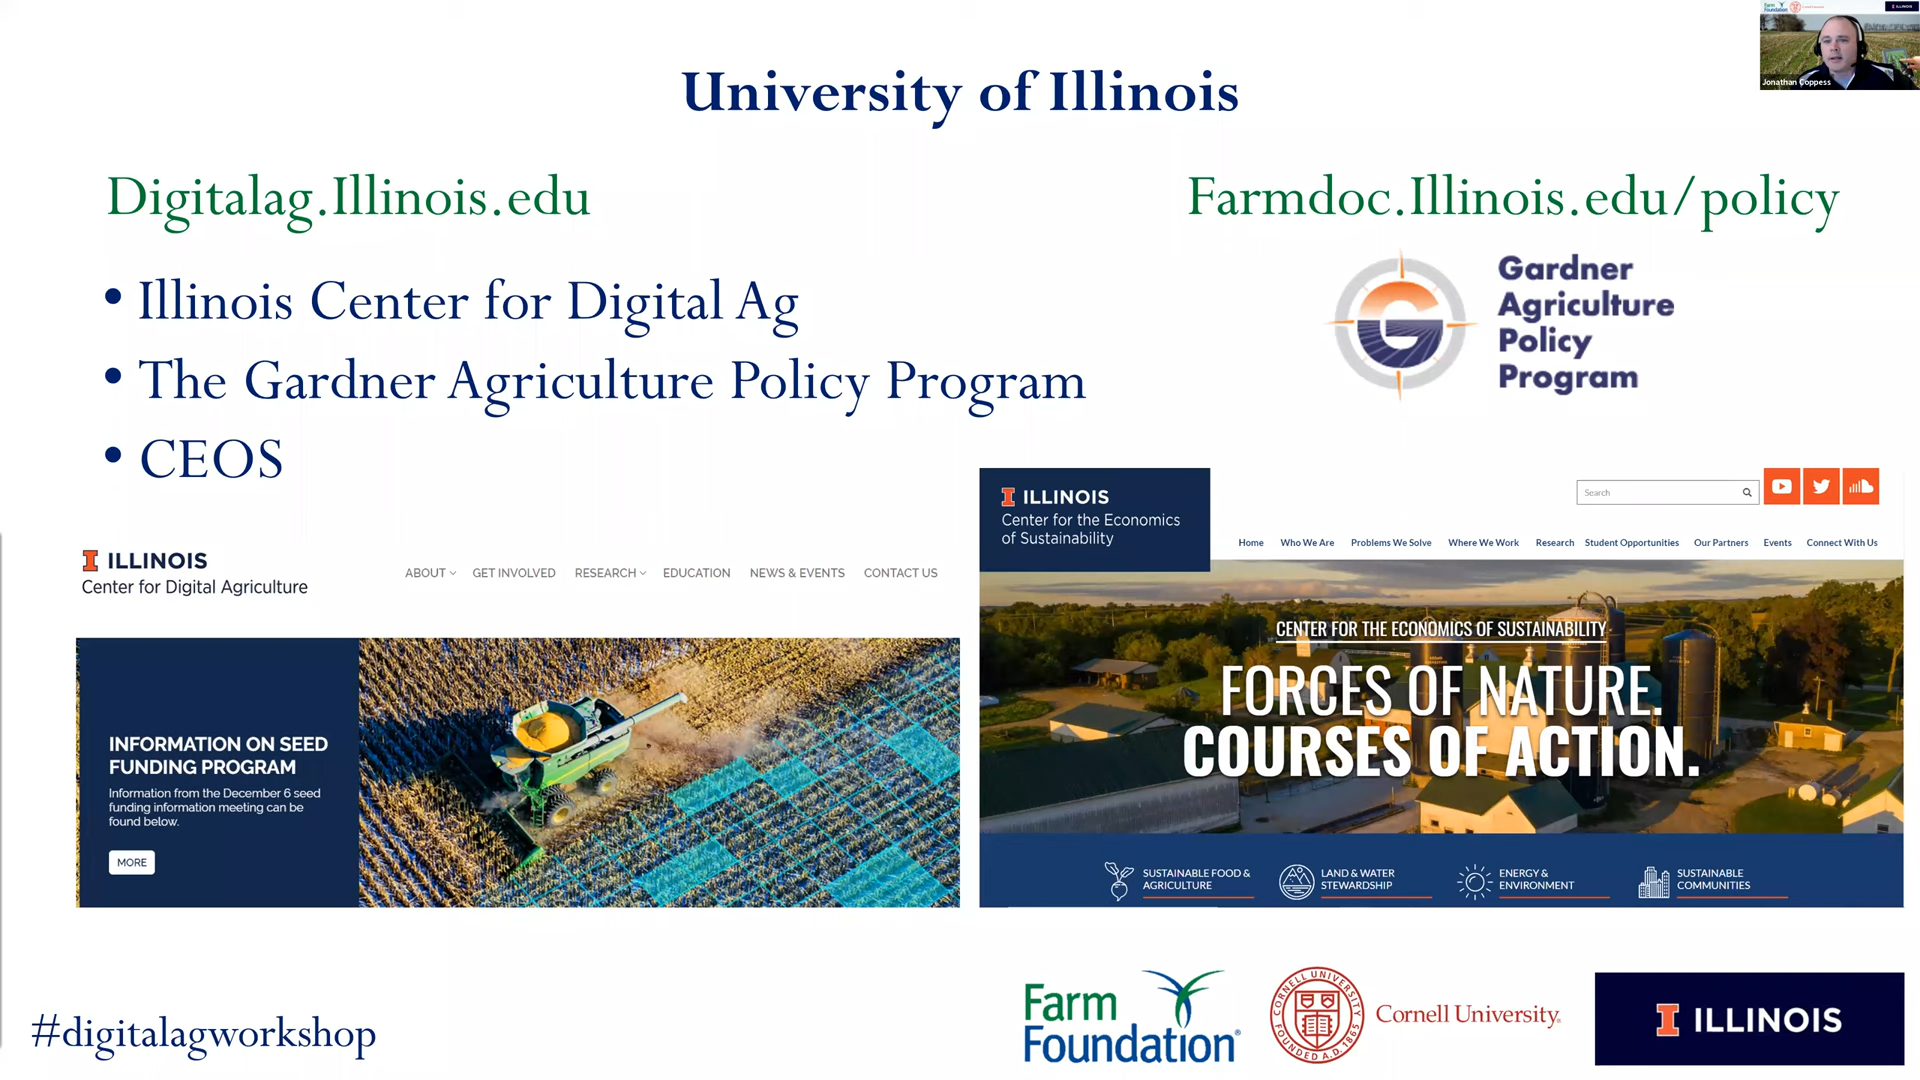 University of Illinois
Jonathan Coppess
Digitalag.Illinois.edu
Farmdoc.Illinois.edu/policy
• Illinois Center for Digital Ag
• The Gardner Agriculture Policy Program
• CEOS
Gardner
Agriculture
Policy
Program
ILLINOIS
Center for Digital Agriculture
ABOUT GET INVOLVED RESEARCH EDUCATION NEWS & EVENTS CONTACT US
INFORMATION ON SEED
FUNDING PROGRAM
Information from the December 6 seed
funding information meeting can be
found below.
MORE
ILLINOIS
Center for the Economics
of Sustainability
Search
Home Who We Are Problems We Solve Where We Work Research Student Opportunities Our Partners Events Connect With Us
CENTER FOR THE ECONOMICS OF SUSTAINABILITY
FORCES OF NATURE.
COURSES OF ACTION.
SUSTAINABLE FOOD &
AGRICULTURE
LAND & WATER
STEWARDSHIP
ENERGY &
ENVIRONMENT
SUSTAINABLE
COMMUNITIES
#digitalagworkshop
Farm
Foundation®
CORNELL UNIVERSITY
FOUNDED A.D. 1865
Cornell University.
ILLINOIS